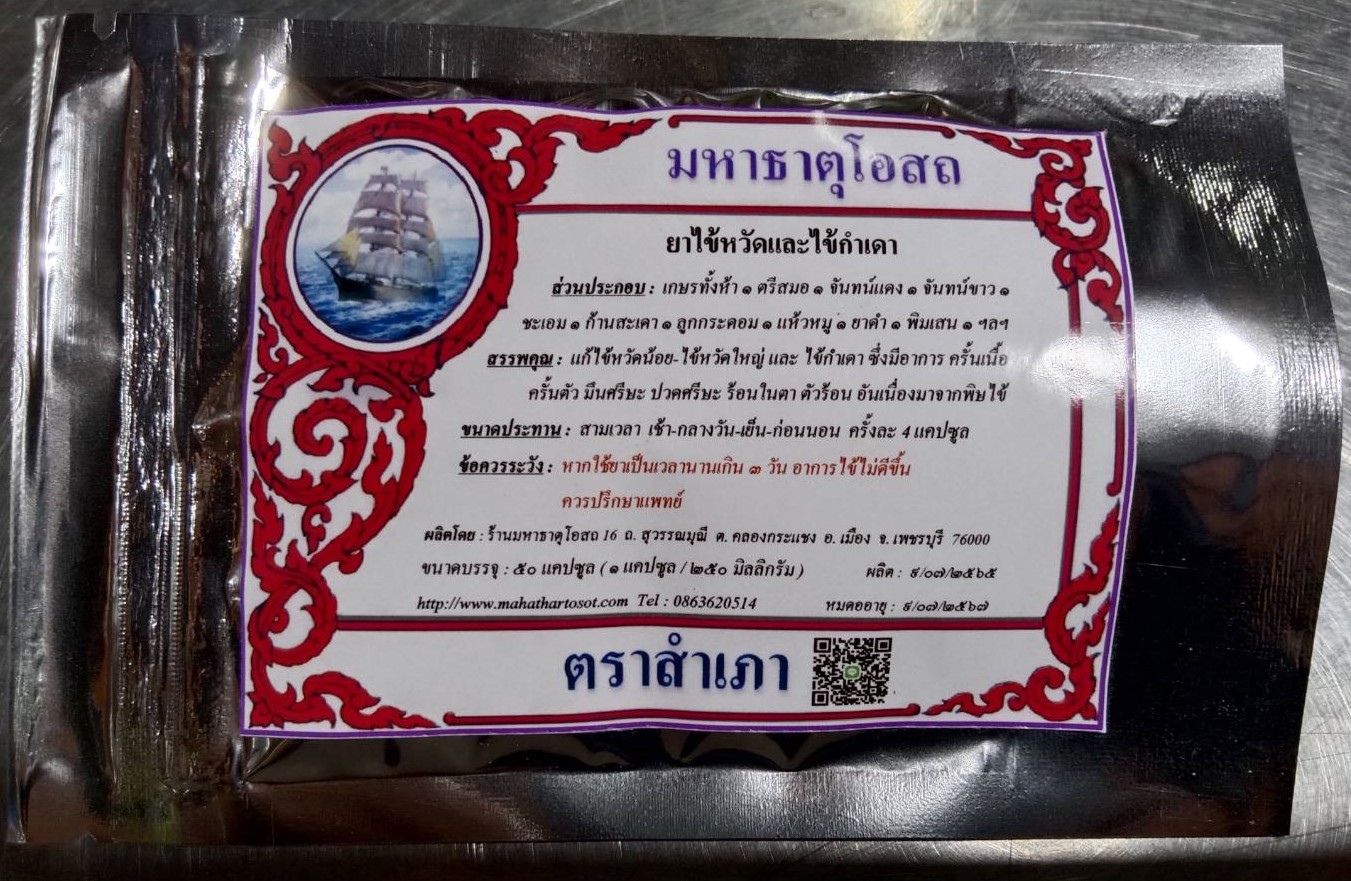 มหาธาตุโอสถ
ยาไข้หวัดและไข้กำเดา
ส่วนประกอบ : เกษรทั้งห้า ๑ ตรีสมอ ๑ จันทน์แดง ๑ จันทน์ขาว ๑
ชะเอม ๑ ก้านสะเดา ๑ ลูกกระดอม ๑ แห้วหมู ๑ ยาดำ ๑ พิมเสน ๑ ฯลฯ
สรรพคุณ : แก้ไข้หวัดน้อย-ไข้หวัดใหญ่ และ ไข้กำเดา ซึ่งมีอาการ ครั้นเนื้อ
ครั้นตัว มึนศรีษะ ปวดศรีษะ ร้อนในตา ตัวร้อน อันเนื่องมาจากพิษไข้
ขนาดประทาน : สามเวลา เช้า-กลางวัน-เย็น-ก่อนนอน ครั้งละ 4 แคปซูล
ข้อควรระวัง : หากใช้ยาเป็นเวลานานเกิน ๓ วัน อาการไข้ไม่ดีขึ้น
ควรปรึกษาแพทย์
ผลิตโดย : ร้านมหาธาตุโอสถ 16 ถ. สุวรรณมุณี ต. คลองกระแชง อ. เมือง จ. เพชรบุรี 76000
ขนาดบรรจุ : ๕๐ แคปซูล ( ๑ แคปซูล / ๒๕๐ มิลลิกรัม ) ผลิต : ๙/๐๗/๒๕๖๕
http://www.mahathartosot.com Tel : 0863620514 หมดออายุ : ๙/๐๗/๒๕๖๗
ตราสำเภา